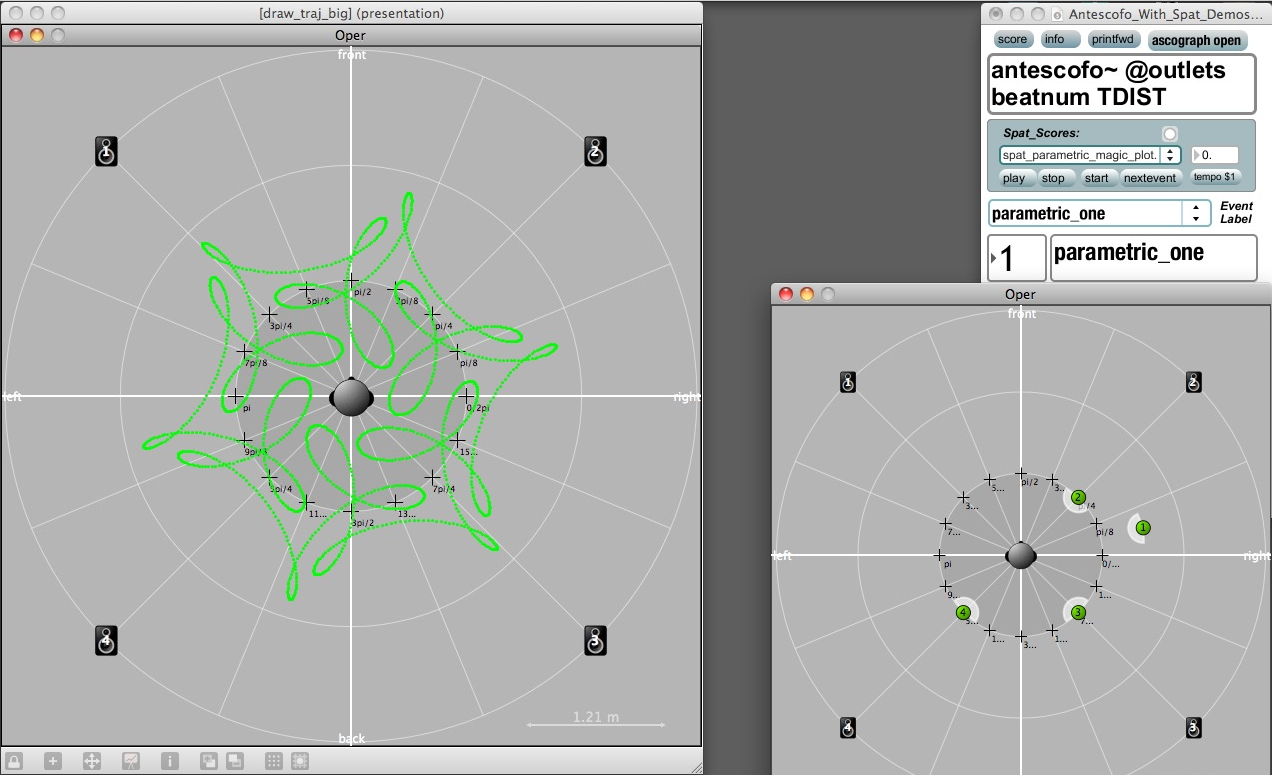 [draw_traj_big] (presentation)
Oper
front
1
2
5pi/8
pi/2
3pi/8
3pi/4
pi/4
7pi/8
pi/8
left
pi
0,2pi
right
9pi/8
15...
5pi/4
7pi/4
11...
13...
3pi/2
4
3
1.21 m
back
Antescofo_With_Spat_Demos...
score
info
printfwd
ascograph open
antescofo~ @outlets
beatnum TDIST
Spat_Scores:
spat_parametric_magic_plot.
0.
play
stop
start
nextevent
tempo $1
parametric_one
Event
Label
1
parametric_one
Oper
front
1
2
5...
pi/2
3...
3...
2
/4
7...
pi/8
1
left
pi
0/...
right
9...
1...
4
5...
3
7...
1...
3...
1...
4
3